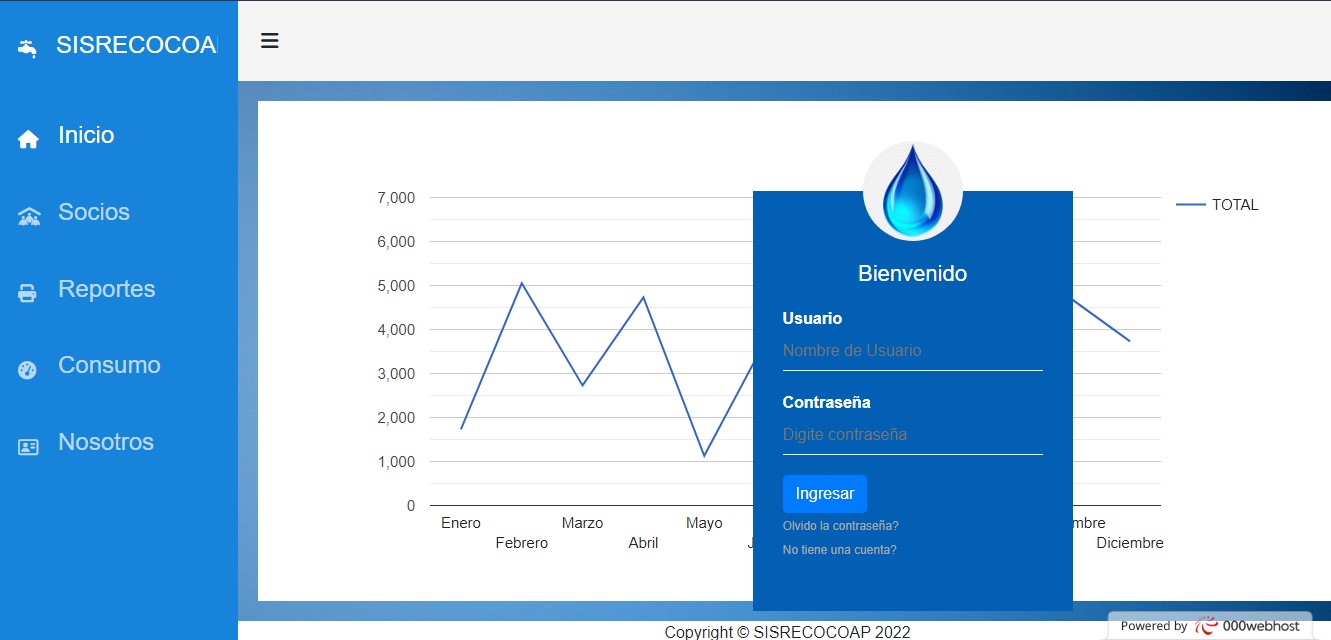 SISRECOCOA
Inicio
Socios
Reportes
Consumo
Nosotros
7,000
6,000
5,000
4,000
3,000
2,000
1,000
0
Enero
Febrero
Marzo
Abril
Mayo
mbre
Diciembre
TOTAL
Bienvenido
Usuario
Nombre de Usuario
Contraseña
Digite contraseña
Ingresar
Olvido la contraseña?
No tiene una cuenta?
Copyright © SISRECOCOAP 2022
Powered by 000webhost